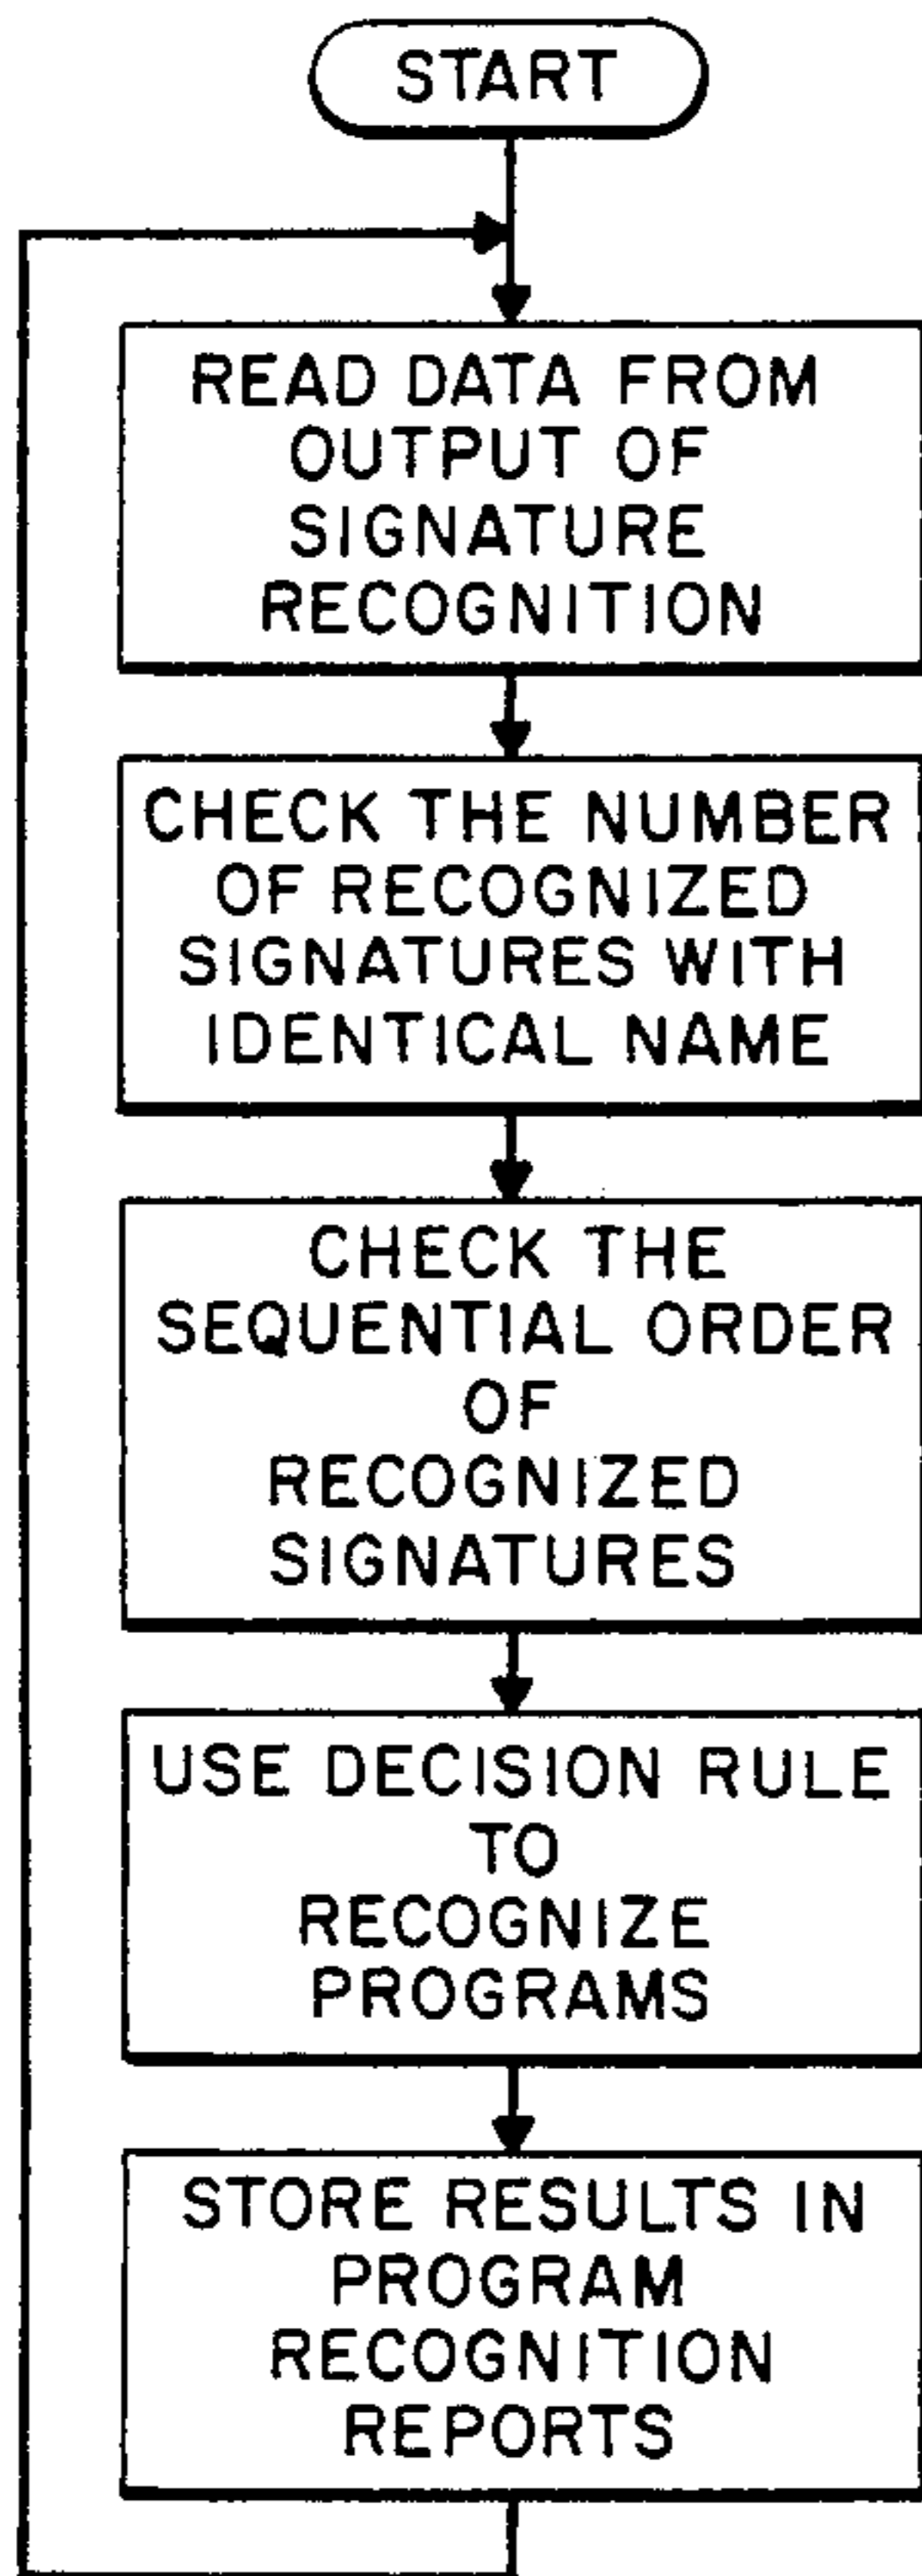 START
READ DATA FROM
OUTPUT OF
SIGNATURE
RECOGNITION
CHECK THE NUMBER
OF RECOGNIZED
SIGNATURES WITH
IDENTICAL NAME
CHECK THE
SEQUENTIAL ORDER
OF
RECOGNIZED
SIGNATURES
USE DECISION RULE
TO
RECOGNIZE
PROGRAMS
STORE RESULTS IN
PROGRAM
RECOGNITION
REPORTS